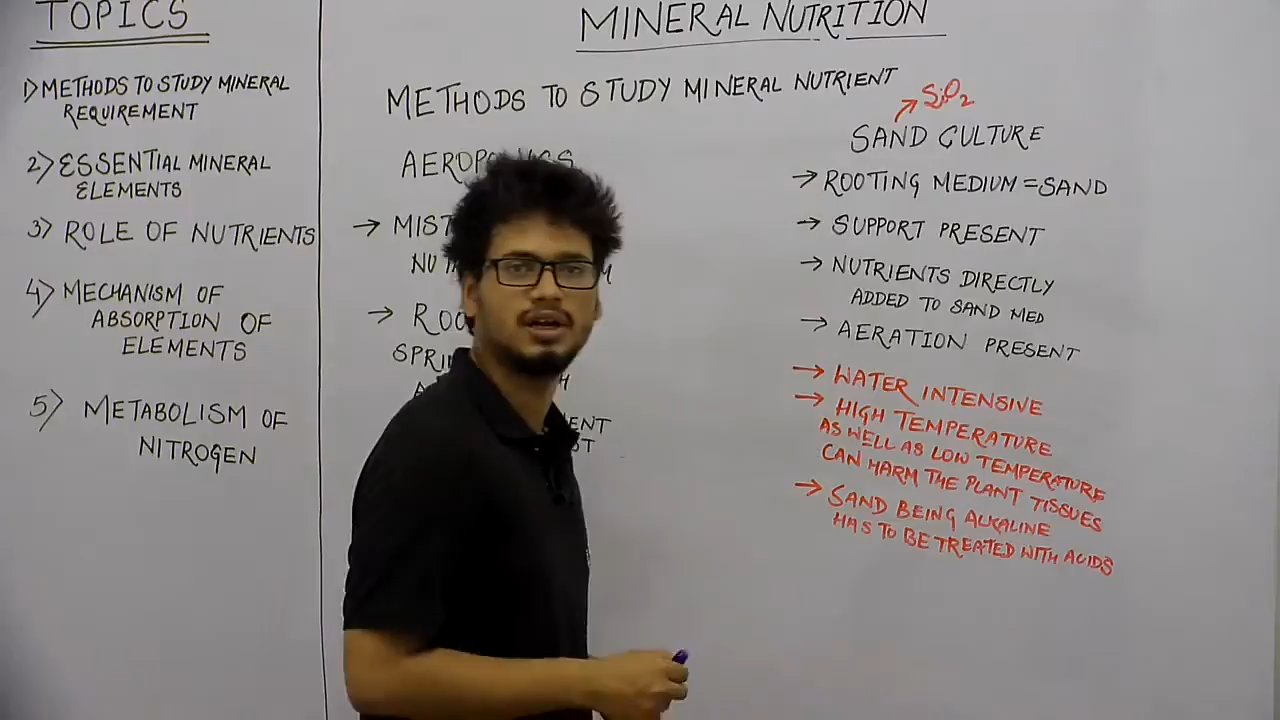 TOPICS
1) METHODS TO STUDY MINERAL
REQUIREMENT
2) ESSENTIAL MINERAL
ELEMENTS
3) ROLE OF NUTRIENTS
4) MECHANISM OF
ABSORPTION OF
ELEMENTS
5) METABOLISM OF
NITROGEN
MINERAL NUTRITION
METHODS TO STUDY MINERAL NUTRIENT
AEROPONICS
→ MIST
→
SAND CULTURE
↗ SiO2
→ ROOTING MEDIUM = SAND
→ SUPPORT PRESENT
→ NUTRIENTS DIRECTLY
ADDED TO SAND MED
→ AERATION PRESENT
→ WATER INTENSIVE
→ HIGH TEMPERATURE
AS WELL AS LOW TEMPERATURE
CAN HARM THE PLANT TISSUES
→ SAND BEING ALKALINE
HAS TO BE TREATED WITH ACIDS